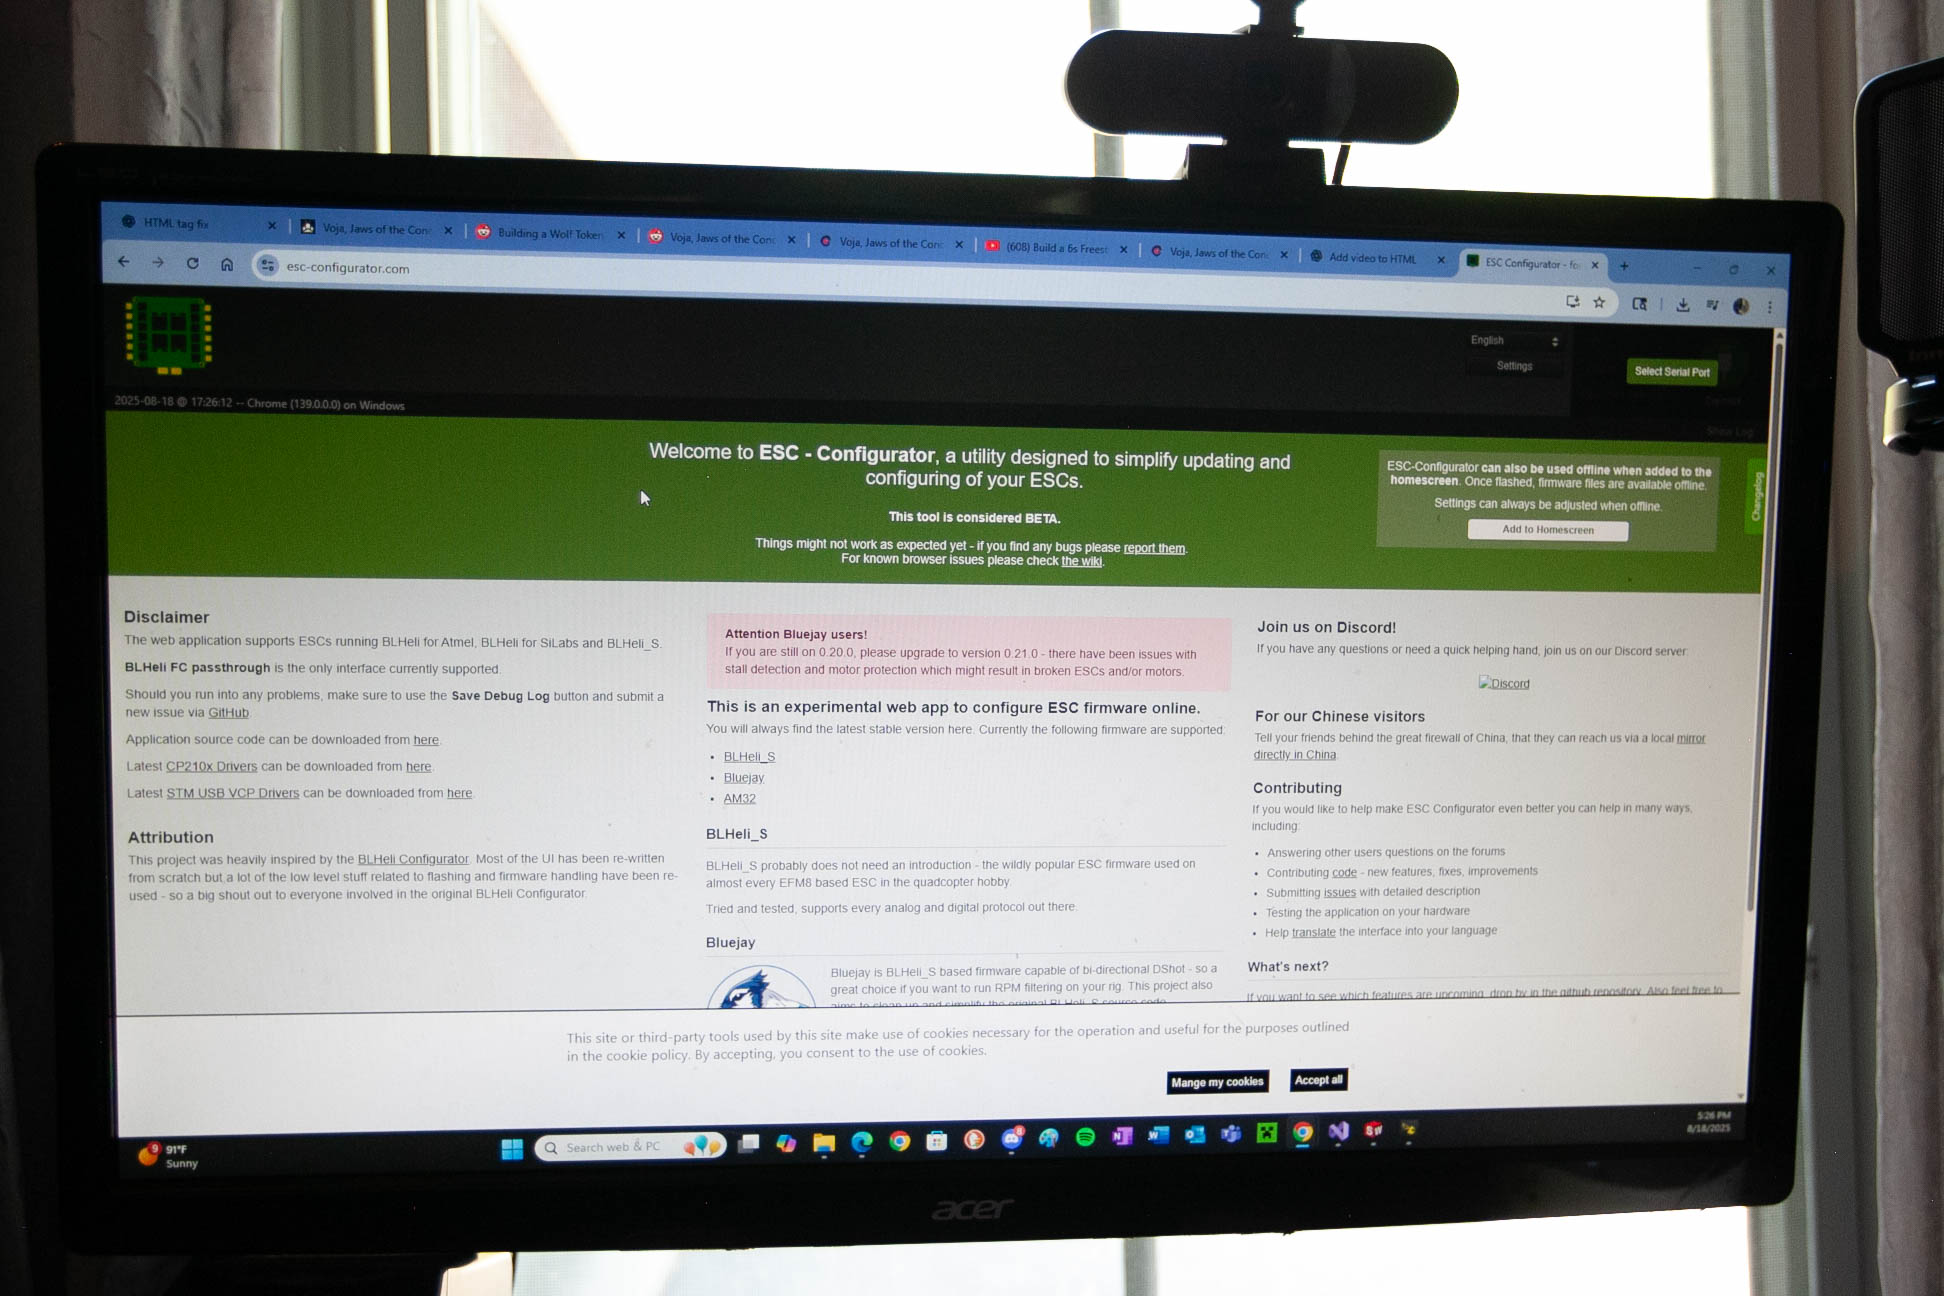 HTML tag fix
Voja, Jaws of the Conc
Building a Wolf Token
Voja, Jaws of the Conc
Voja, Jaws of the Conc
(608) Build a 6s Freest
Voja, Jaws of the Conc
Add video to HTML
ESC Configurator - fo
esc-configurator.com
English
Settings
Select Serial Port
2025-08-18 @ 17:26:12 -- Chrome (139.0.0.0) on Windows
Show Log
Welcome to ESC - Configurator, a utility designed to simplify updating and
configuring of your ESCs.
This tool is considered BETA.
Things might not work as expected yet - if you find any bugs please report them.
For known browser issues please check the wiki.
ESC-Configurator can also be used offline when added to the
homescreen. Once flashed, firmware files are available offline.
Settings can always be adjusted when offline.
Add to Homescreen
Changelog
Disclaimer
The web application supports ESCs running BLHeli for Atmel, BLHeli for SiLabs and BLHeli_S.
BLHeli FC passthrough is the only interface currently supported.
Should you run into any problems, make sure to use the Save Debug Log button and submit a
new issue via GitHub.
Application source code can be downloaded from here.
Latest CP210x Drivers can be downloaded from here.
Latest STM USB VCP Drivers can be downloaded from here.
Attribution
This project was heavily inspired by the BLHeli Configurator. Most of the UI has been re-written
from scratch but a lot of the low level stuff related to flashing and firmware handling have been re-
used - so a big shout out to everyone involved in the original BLHeli Configurator.
Attention Bluejay users!
If you are still on 0.20.0, please upgrade to version 0.21.0 - there have been issues with
stall detection and motor protection which might result in broken ESCs and/or motors.
This is an experimental web app to configure ESC firmware online.
You will always find the latest stable version here. Currently the following firmware are supported:
• BLHeli_S
• Bluejay
• AM32
BLHeli_S
BLHeli_S probably does not need an introduction - the wildly popular ESC firmware used on
almost every EFM8 based ESC in the quadcopter hobby.
Tried and tested, supports every analog and digital protocol out there.
Bluejay
Bluejay is BLHeli_S based firmware capable of bi-directional DShot - so a
great choice if you want to run RPM filtering on your rig. This project also
aims to clean up and simplify the original BLHeli_S source code.
Join us on Discord!
If you have any questions or need a quick helping hand, join us on our Discord server:
Discord
For our Chinese visitors
Tell your friends behind the great firewall of China, that they can reach us via a local mirror
directly in China.
Contributing
If you would like to help make ESC Configurator even better you can help in many ways,
including:
• Answering other users questions on the forums
• Contributing code - new features, fixes, improvements
• Submitting issues with detailed description
• Testing the application on your hardware
• Help translate the interface into your language
What's next?
If you want to see which features are upcoming, drop by in the github repository. Also feel free to
This site or third-party tools used by this site make use of cookies necessary for the operation and useful for the purposes outlined
in the cookie policy. By accepting, you consent to the use of cookies.
Mange my cookies
Accept all
9
91°F
Sunny
Search web & PC
5:26 PM
8/18/2025
acer